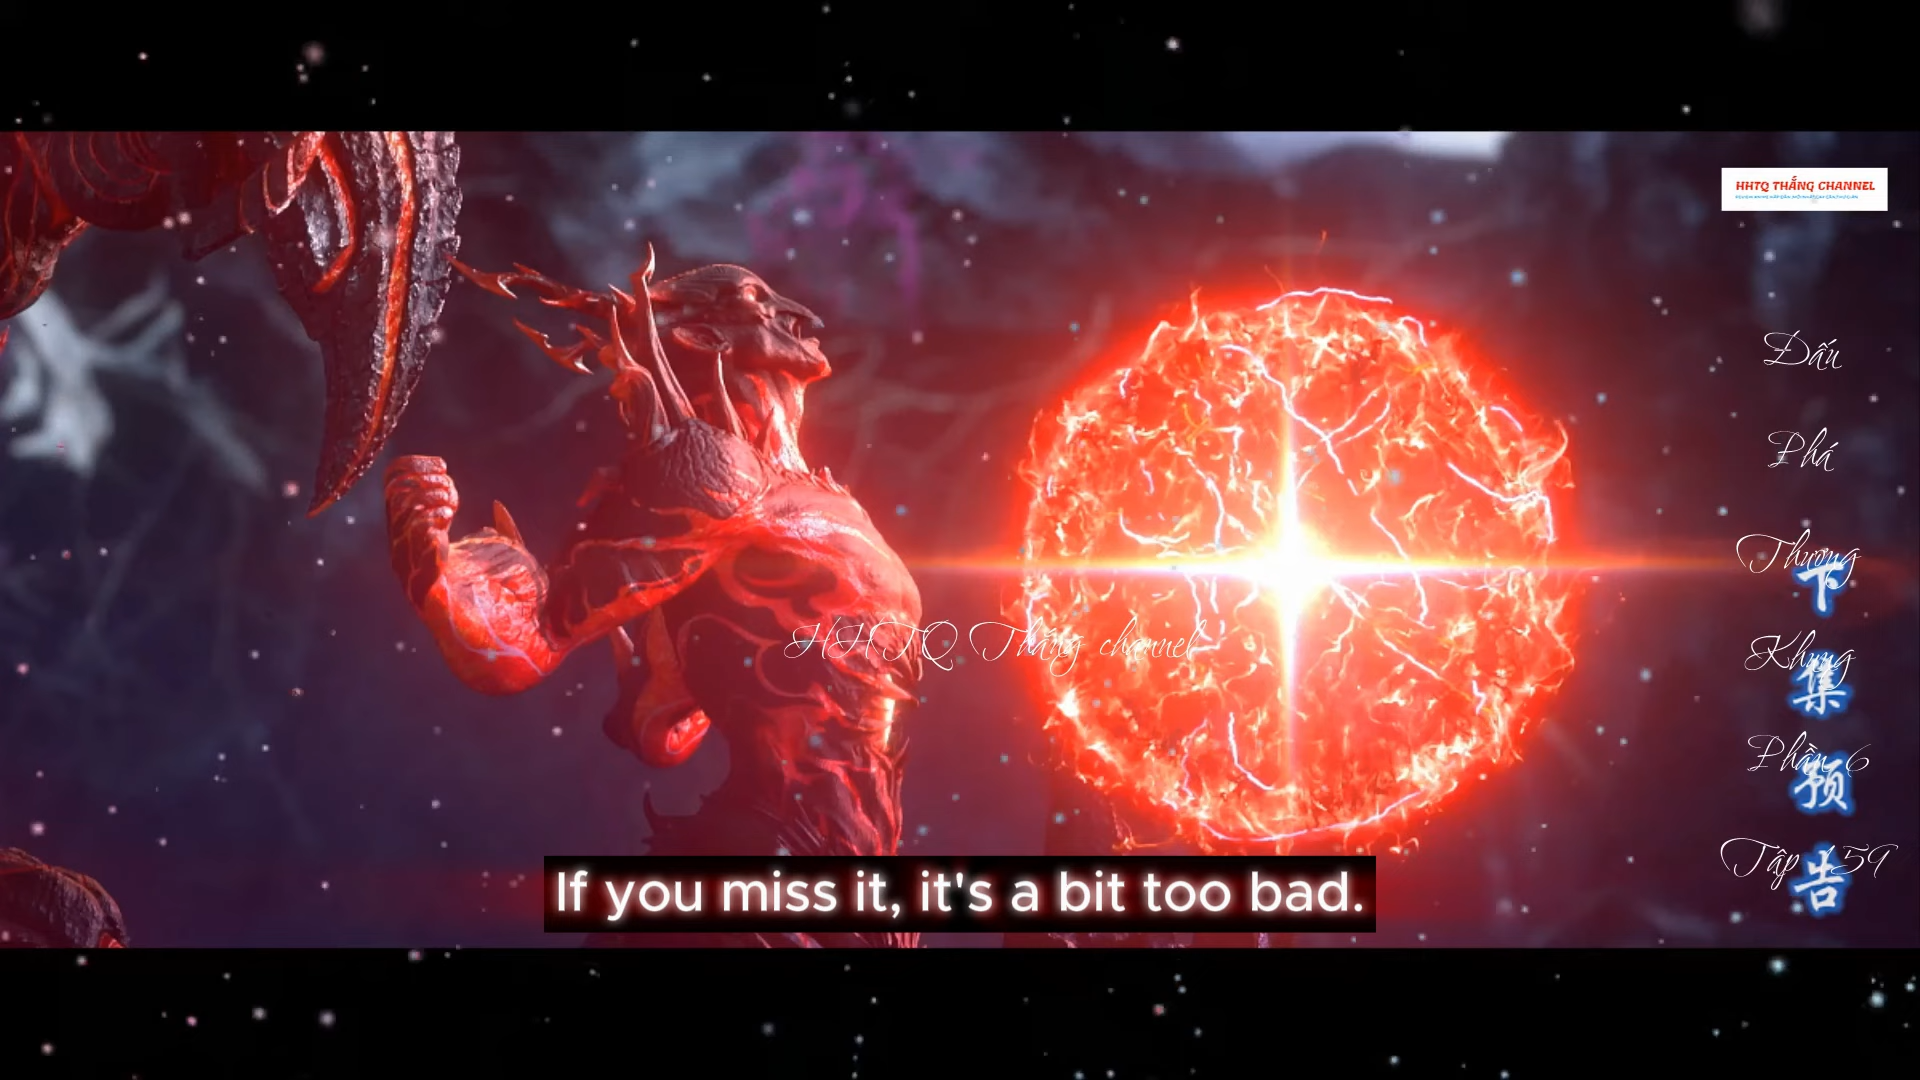 HHTQ THẮNG CHANNEL
Đấu
Phá
Thương
Khung
Phần 6
Tập 159
下
集
预
告
HHTQ Thắng channel
If you miss it, it's a bit too bad.